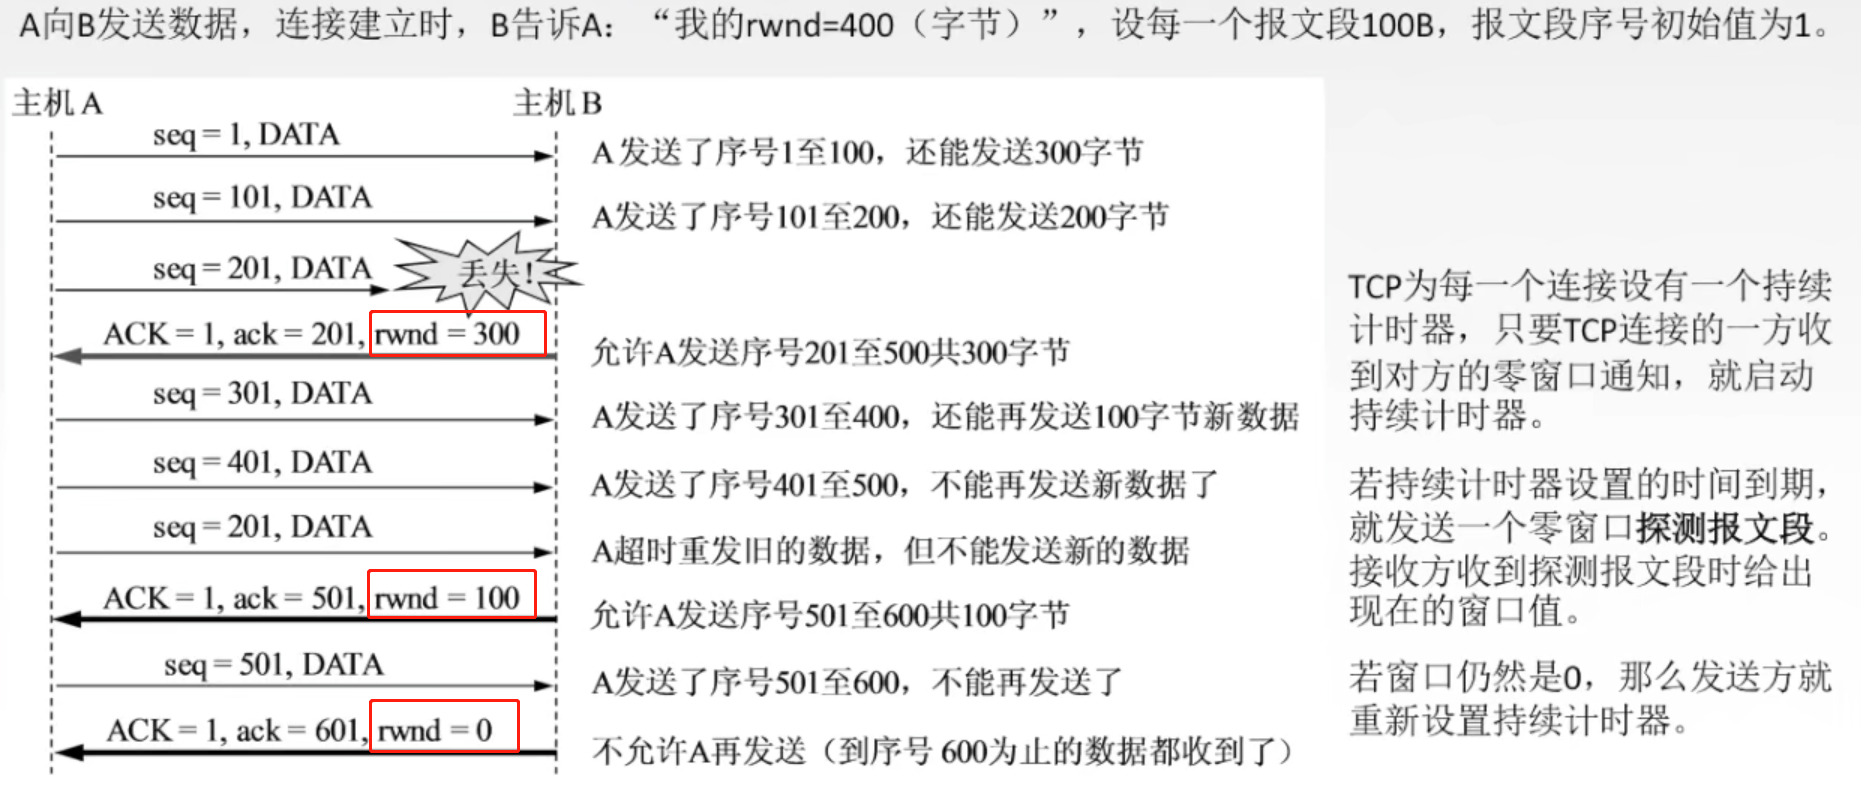 A向B发送数据，连接建立时，B告诉A：“我的rwnd=400（字节）”，设每一个报文段100B，报文段序号初始值为1。
主机A 主机B
seq = 1, DATA
A发送了序号1至100，还能发送300字节
seq = 101, DATA
A发送了序号101至200，还能发送200字节
seq = 201, DATA
丢失!
ACK = 1, ack = 201, rwnd = 300
允许A发送序号201至500共300字节
seq = 301, DATA
A发送了序号301至400，还能再发送100字节新数据
seq = 401, DATA
A发送了序号401至500，不能再发送新数据了
seq = 201, DATA
A超时重发旧的数据，但不能发送新的数据
ACK = 1, ack = 501, rwnd = 100
允许A发送序号501至600共100字节
seq = 501, DATA
A发送了序号501至600，不能再发送了
ACK = 1, ack = 601, rwnd = 0
不允许A再发送（到序号 600为止的数据都收到了）
TCP为每一个连接设有一个持续
计时器，只要TCP连接的一方收
到对方的零窗口通知，就启动
持续计时器。
若持续计时器设置的时间到期，
就发送一个零窗口探测报文段。
接收方收到探测报文段时给出
现在的窗口值。
若窗口仍然是0，那么发送方就
重新设置持续计时器。